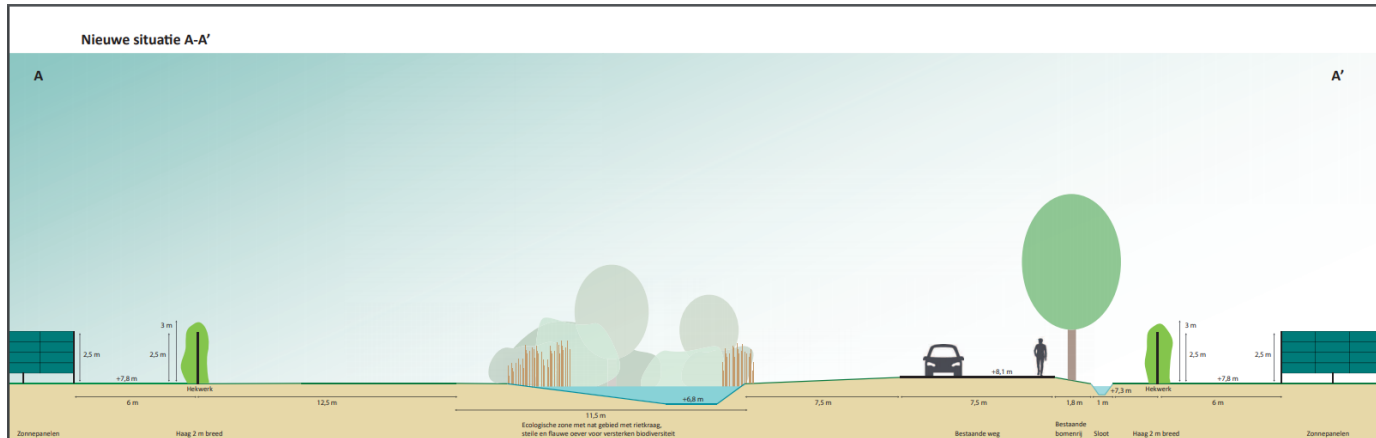 Nieuwe situatie A-A’
A
A’
3 m
2,5 m
2,5 m
+7,8 m
Hekwerk
+6,8 m
+8,1 m
+7,3 m
3 m
2,5 m
2,5 m
+7,8 m
Hekwerk
6 m
12,5 m
11,5 m
7,5 m
7,5 m
1,8 m
1 m
6 m
Zonnepanelen
Haag 2 m breed
Ecologische zone met nat gebied met rietkraag,
steile en flauwe oever voor versterken biodiversiteit
Bestaande weg
Bestaande
bomenrij
Sloot
Haag 2 m breed
Zonnepanelen